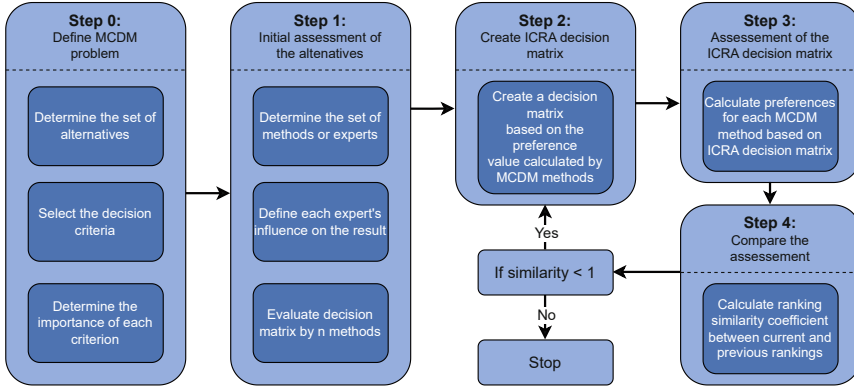 Step 0:
Define MCDM
problem
Determine the set of
alternatives
Select the decision
criteria
Determine the
importance of each
criterion
Step 1:
Initial assessment of
the altenatives
Determine the set of
methods or experts
Define each expert's
influence on the result
Evaluate decision
matrix by n methods
Step 2:
Create ICRA decision
matrix
Create a decision
matrix
based on the
preference
value calculated by
MCDM methods
Step 3:
Assessement of the
ICRA decision matrix
Calculate preferences
for each MCDM
method based on
ICRA decision matrix
Step 4:
Compare the
assessement
Calculate ranking
similarity coefficient
between current and
previous rankings
Yes
If similarity < 1
No
Stop